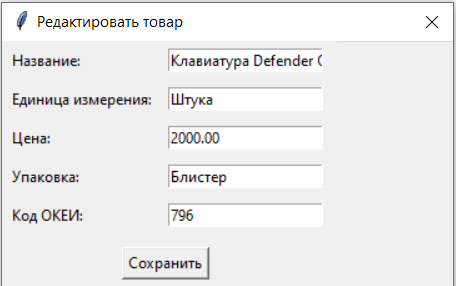 Редактировать товар
Название: Клавиатура Defender
Единица измерения: Штука
Цена: 2000.00
Упаковка: Блистер
Код ОКЕИ: 796
Сохранить